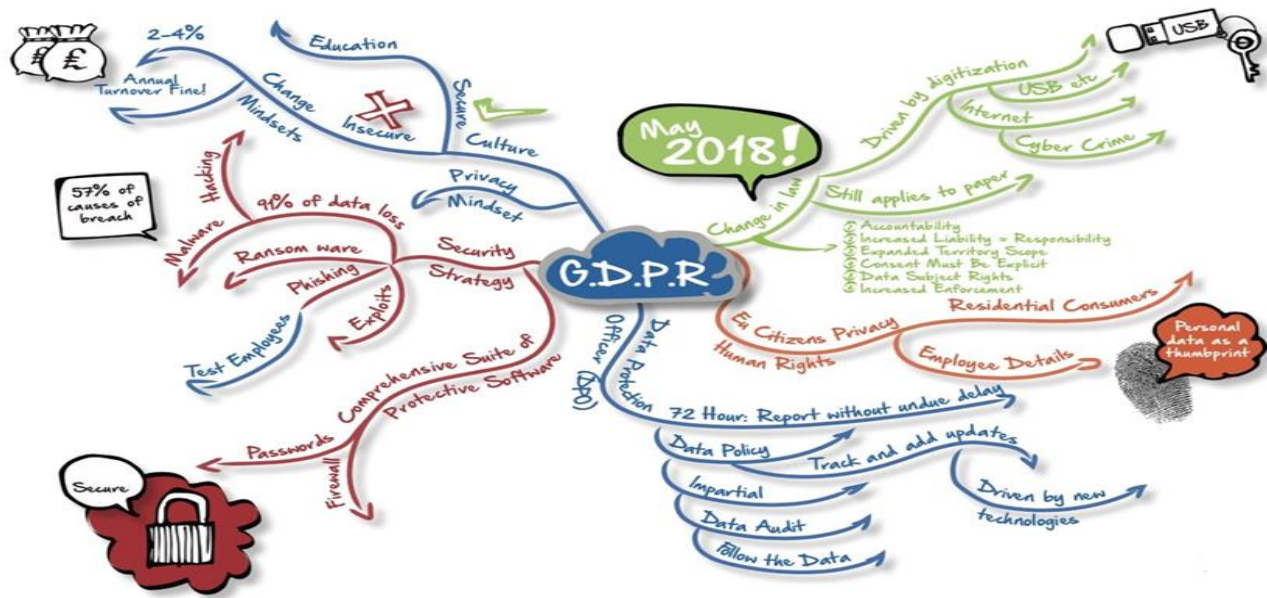 G.D.P.R
May
2018!
Change in law
Driven by digitization
USB
USB etc
Internet
Cyber Crime
Still applies to paper
Accountability
Increased Liability = Responsibility
Expanded Territory Scope
Consent Must Be Explicit
Data Subject Rights
Increased Enforcement
Eu Citizens Privacy
Human Rights
Residential Consumers
Employee Details
Personal
data as a
thumbprint
Data Protection
Officer (DPO)
72 Hour: Report without undue delay
Data Policy
Track and add updates
Driven by new
technologies
Impartial
Data Audit
Follow the Data
Security
Strategy
91% of data loss
Hacking
Malware
57% of
causes of
breach
Ransom ware
Phishing
Test Employees
Exploits
Comprehensive Suite of
Protective Software
Passwords
Firewall
Secure
Privacy
Mindset
Culture
Secure
Education
Insecure
Change
Mindsets
2-4%
Annual
Turnover Fine!
£